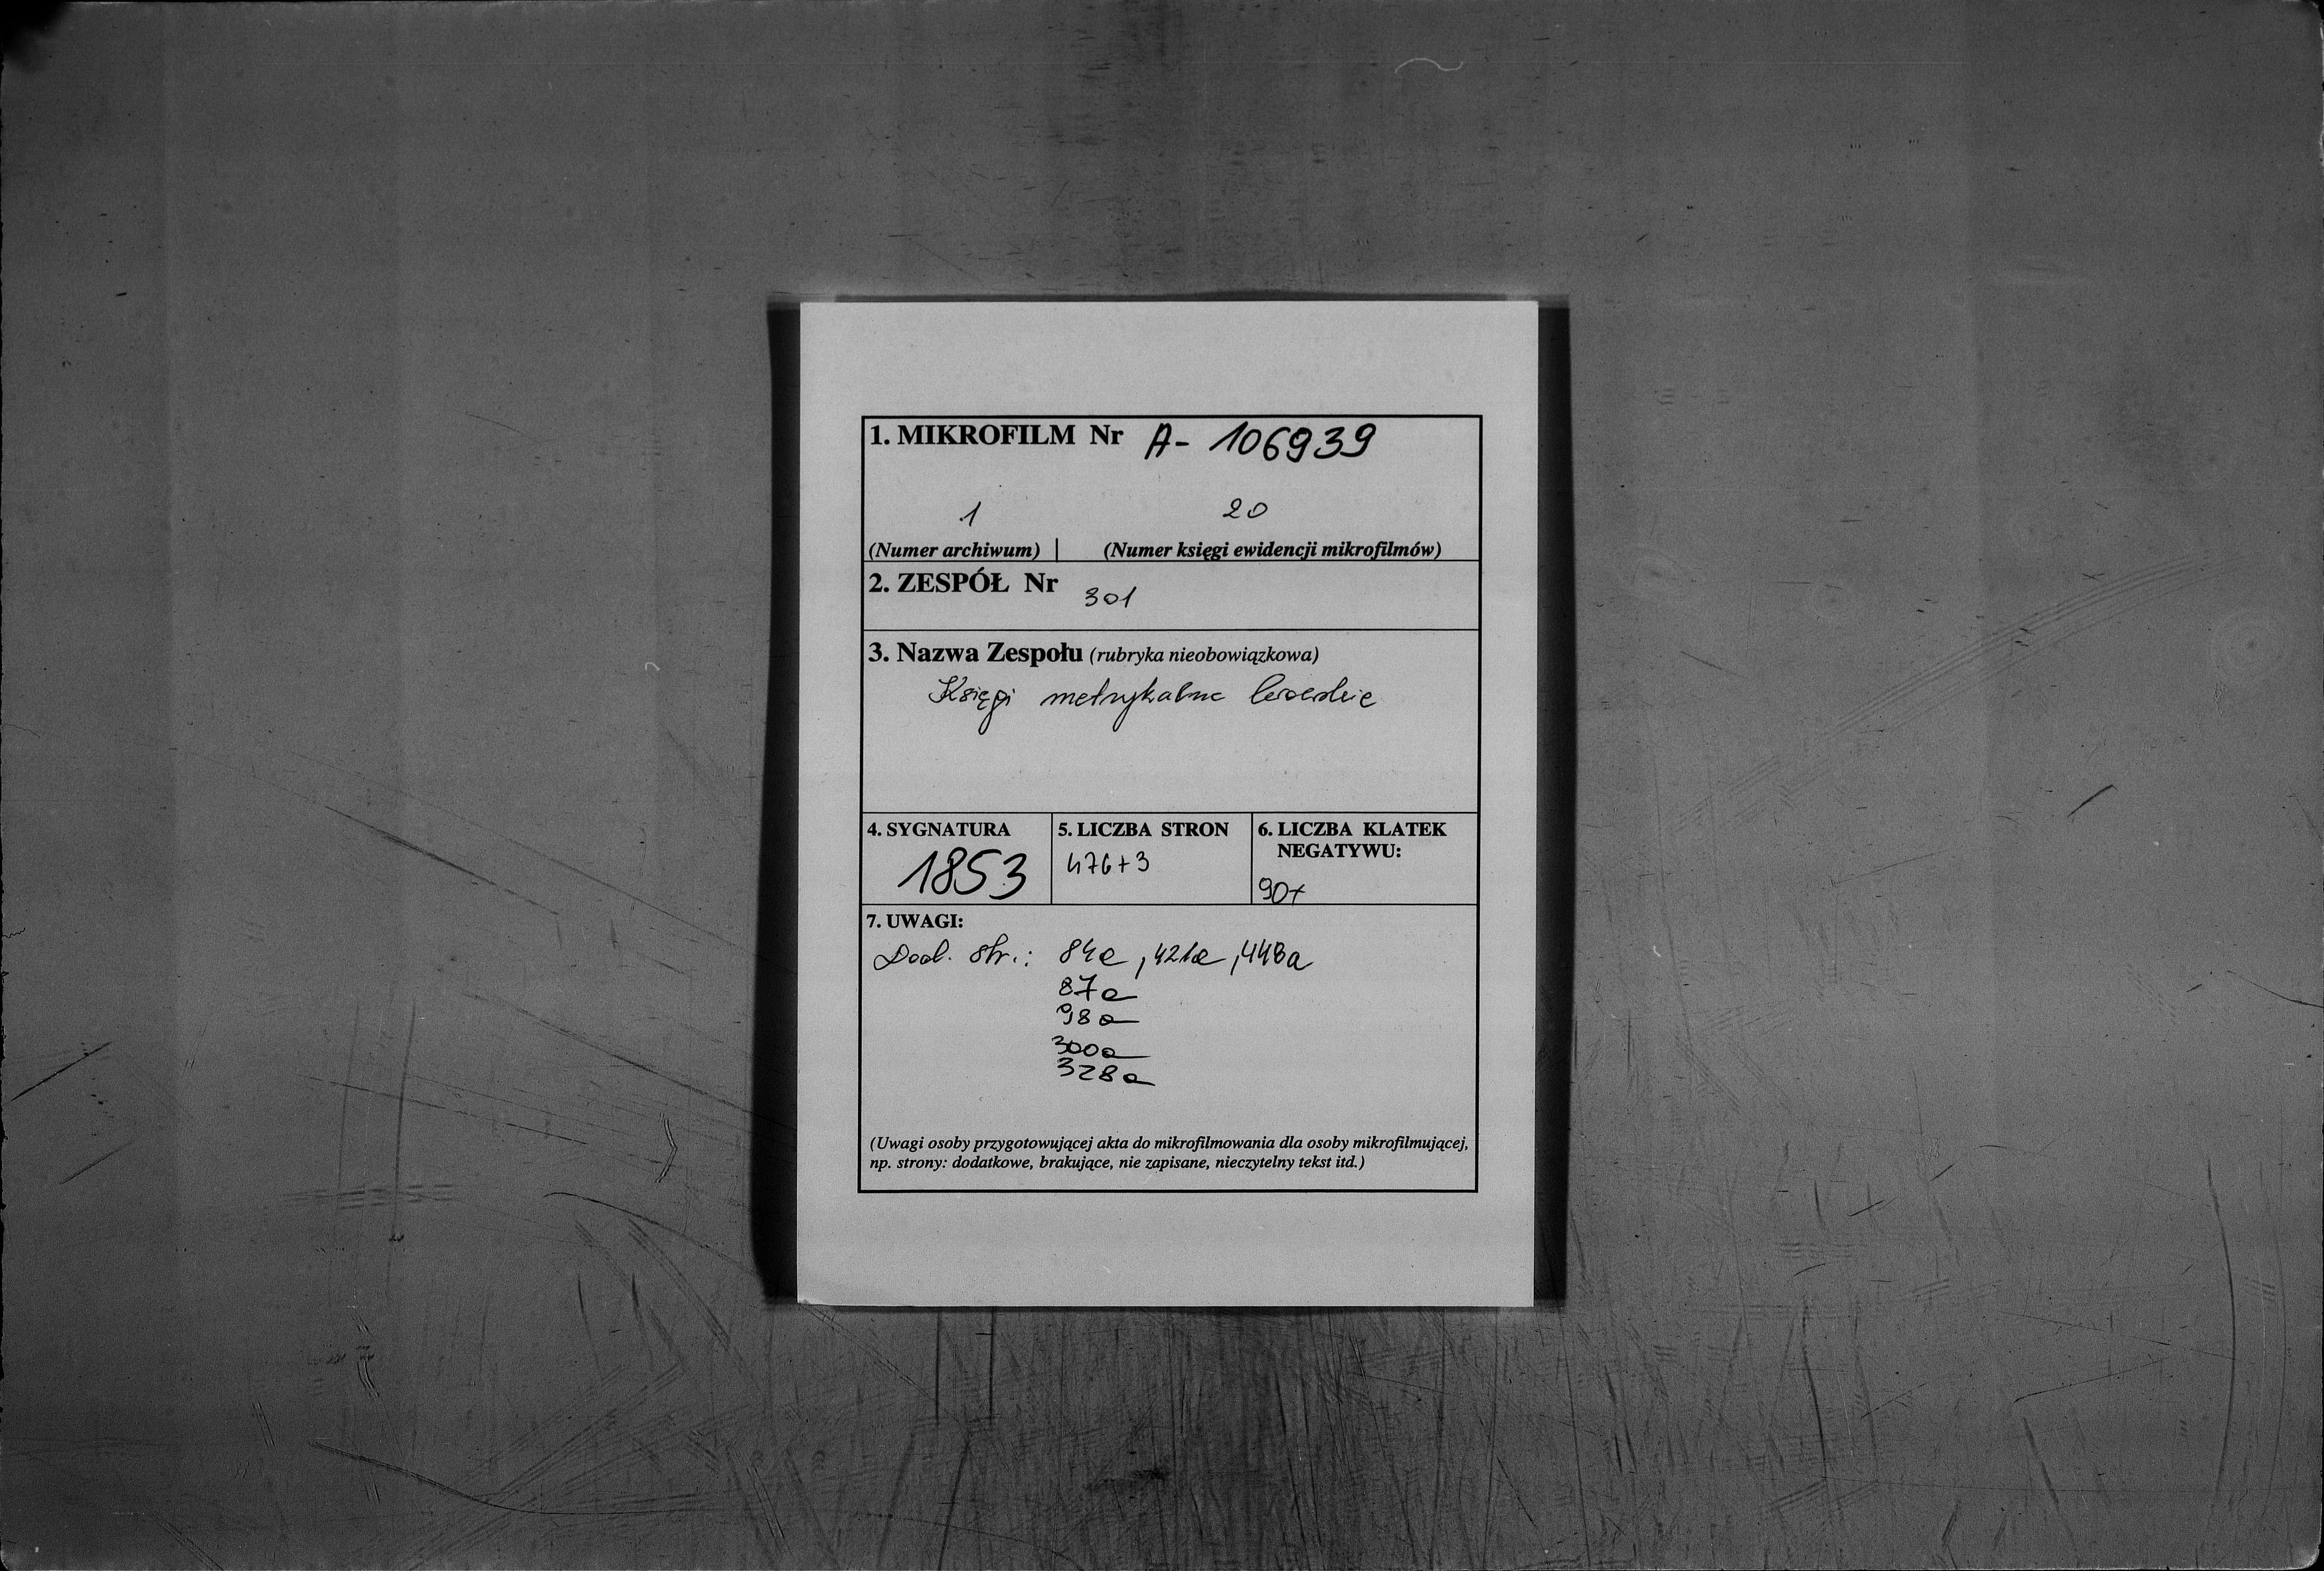 1. MIKROFILM Nr A- 106939
1 20
(Numer archiwum) (Numer księgi ewidencji mikrofilmów)
2. ZESPÓŁ Nr 301
3. Nazwa Zespołu (rubryka nieobowiązkowa)
Księgi metrykalne
4. SYGNATURA 5. LICZBA STRON 6. LICZBA KLATEK
NEGATYWU:
1853 476+3
90+
7. UWAGI:
Dod. str.: 84a, 421a, 448a
87a
98a
300a
328a
(Uwagi osoby przygotowującej akta do mikrofilmowania dla osoby mikrofilmującej,
np. strony: dodatkowe, brakujące, nie zapisane, nieczytelny tekst itd.)